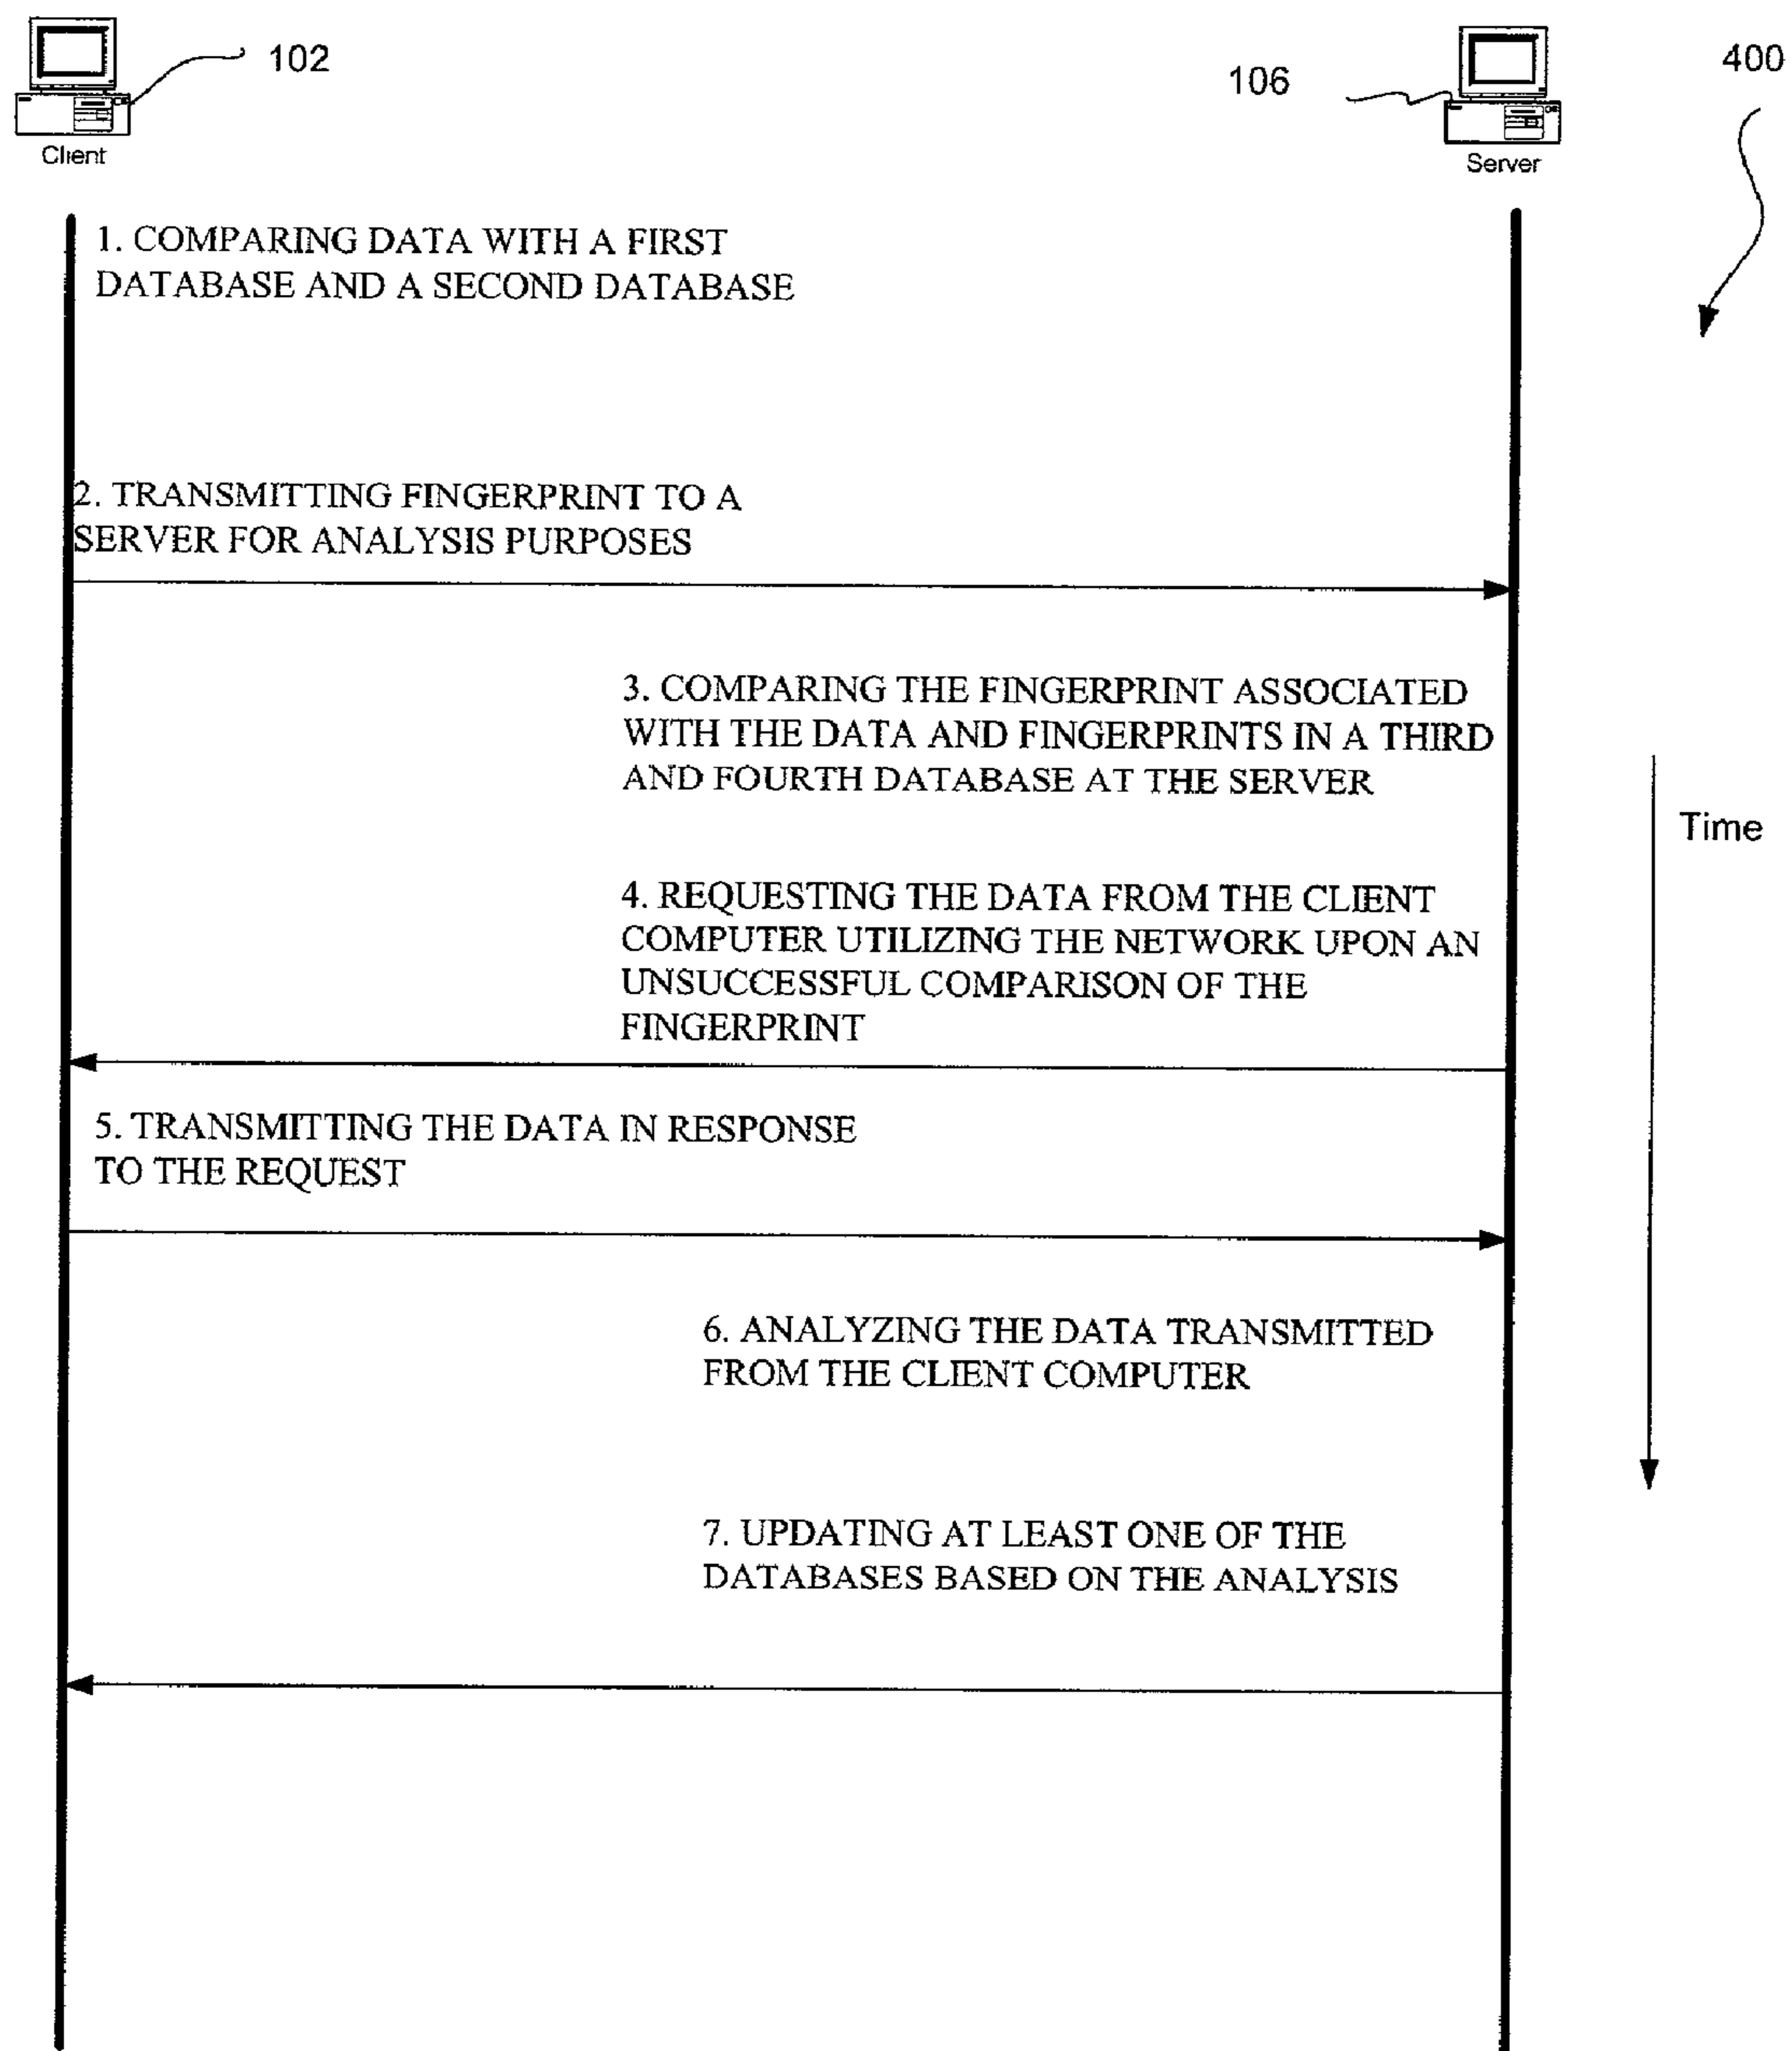 102
106
400
Client
Server
1. COMPARING DATA WITH A FIRST
DATABASE AND A SECOND DATABASE
2. TRANSMITTING FINGERPRINT TO A
SERVER FOR ANALYSIS PURPOSES
3. COMPARING THE FINGERPRINT ASSOCIATED
WITH THE DATA AND FINGERPRINTS IN A THIRD
AND FOURTH DATABASE AT THE SERVER
Time
4. REQUESTING THE DATA FROM THE CLIENT
COMPUTER UTILIZING THE NETWORK UPON AN
UNSUCCESSFUL COMPARISON OF THE
FINGERPRINT
5. TRANSMITTING THE DATA IN RESPONSE
TO THE REQUEST
6. ANALYZING THE DATA TRANSMITTED
FROM THE CLIENT COMPUTER
7. UPDATING AT LEAST ONE OF THE
DATABASES BASED ON THE ANALYSIS